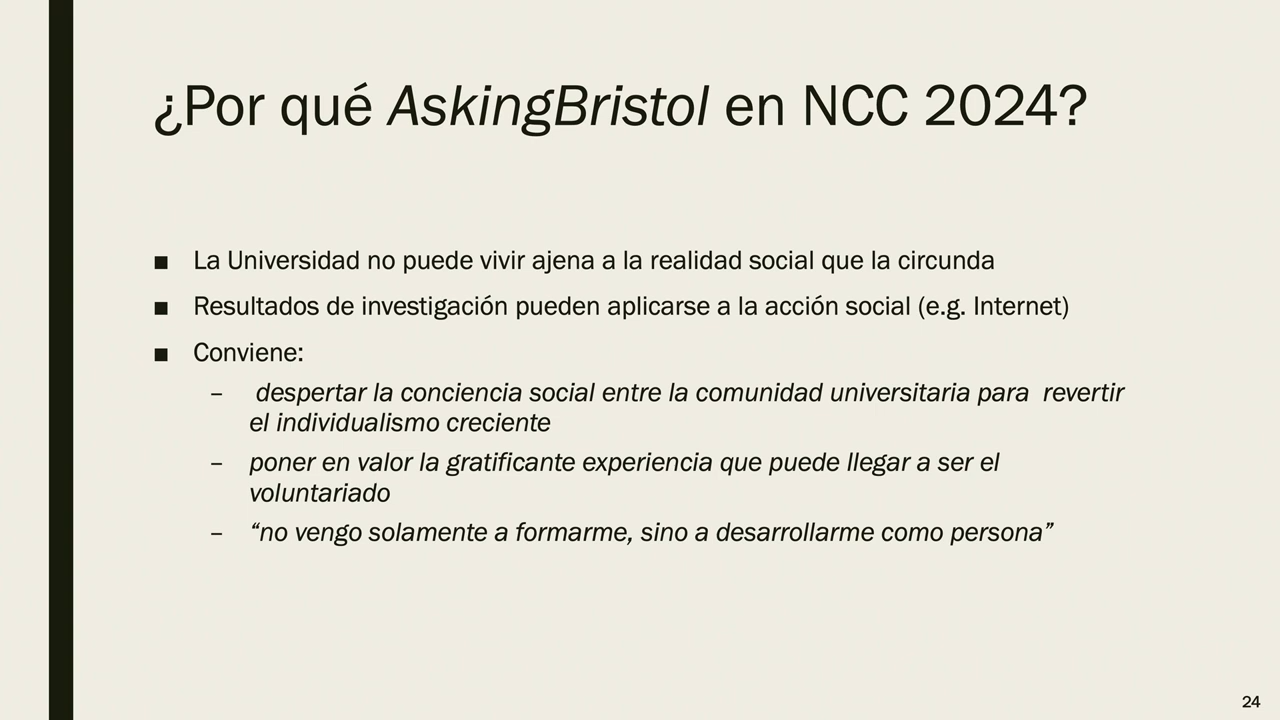 ¿Por qué AskingBristol en NCC 2024?
■ La Universidad no puede vivir ajena a la realidad social que la circunda
■ Resultados de investigación pueden aplicarse a la acción social (e.g. Internet)
■ Conviene:
– despertar la conciencia social entre la comunidad universitaria para revertir
el individualismo creciente
– poner en valor la gratificante experiencia que puede llegar a ser el
voluntariado
– “no vengo solamente a formarme, sino a desarrollarme como persona”
24